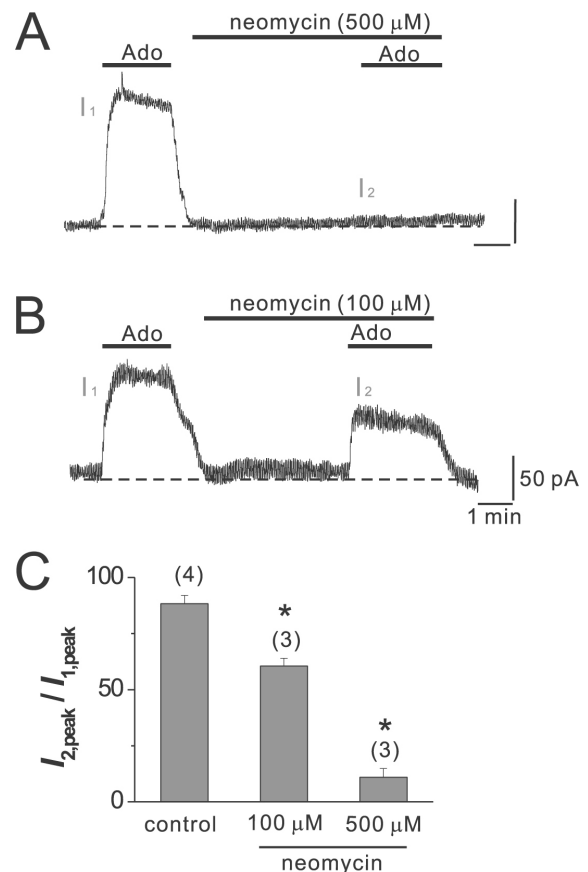 A
neomycin (500 μM)
Ado
Ado
I1
I2
B
neomycin (100 μM)
Ado
Ado
I1
I2
50 pA
1 min
C
100
(4)
*
(3)
50
*
(3)
0
I2,peak / I1,peak
control
100 μM
500 μM
neomycin